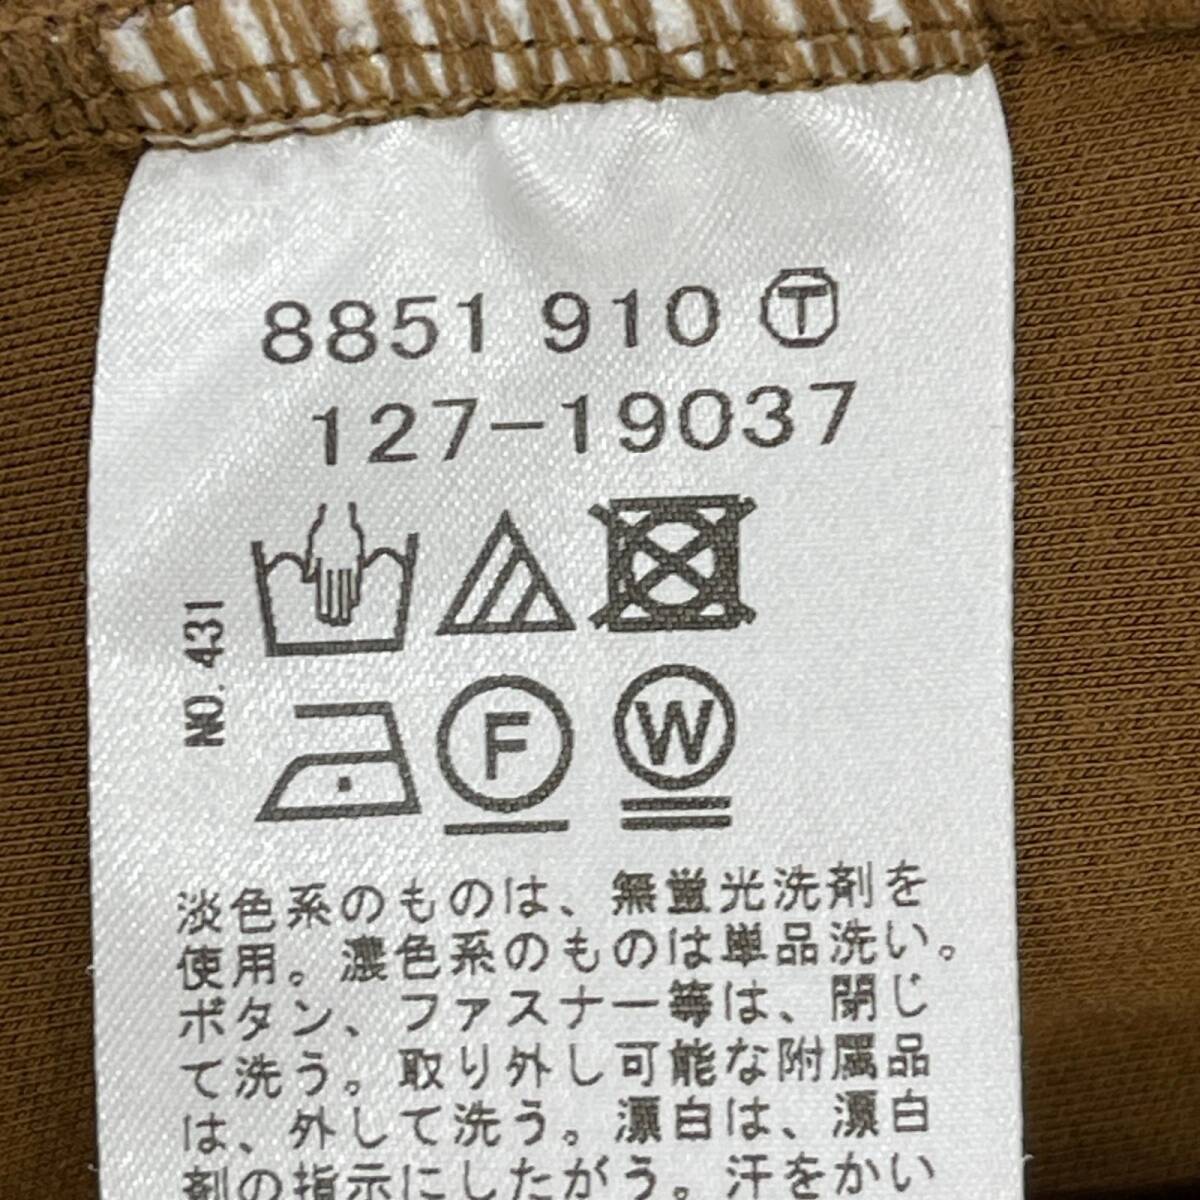 8851 910 Ⓣ
127-19037
NO. 431
F
W
淡色系のものは、無蛍光洗剤を
使用。濃色系のものは単品洗い。
ボタン、ファスナー等は、閉じ
て洗う。取り外し可能な附属品
は、外して洗う。漂白は、漂白
剤の指示にしたがう。汗をかい